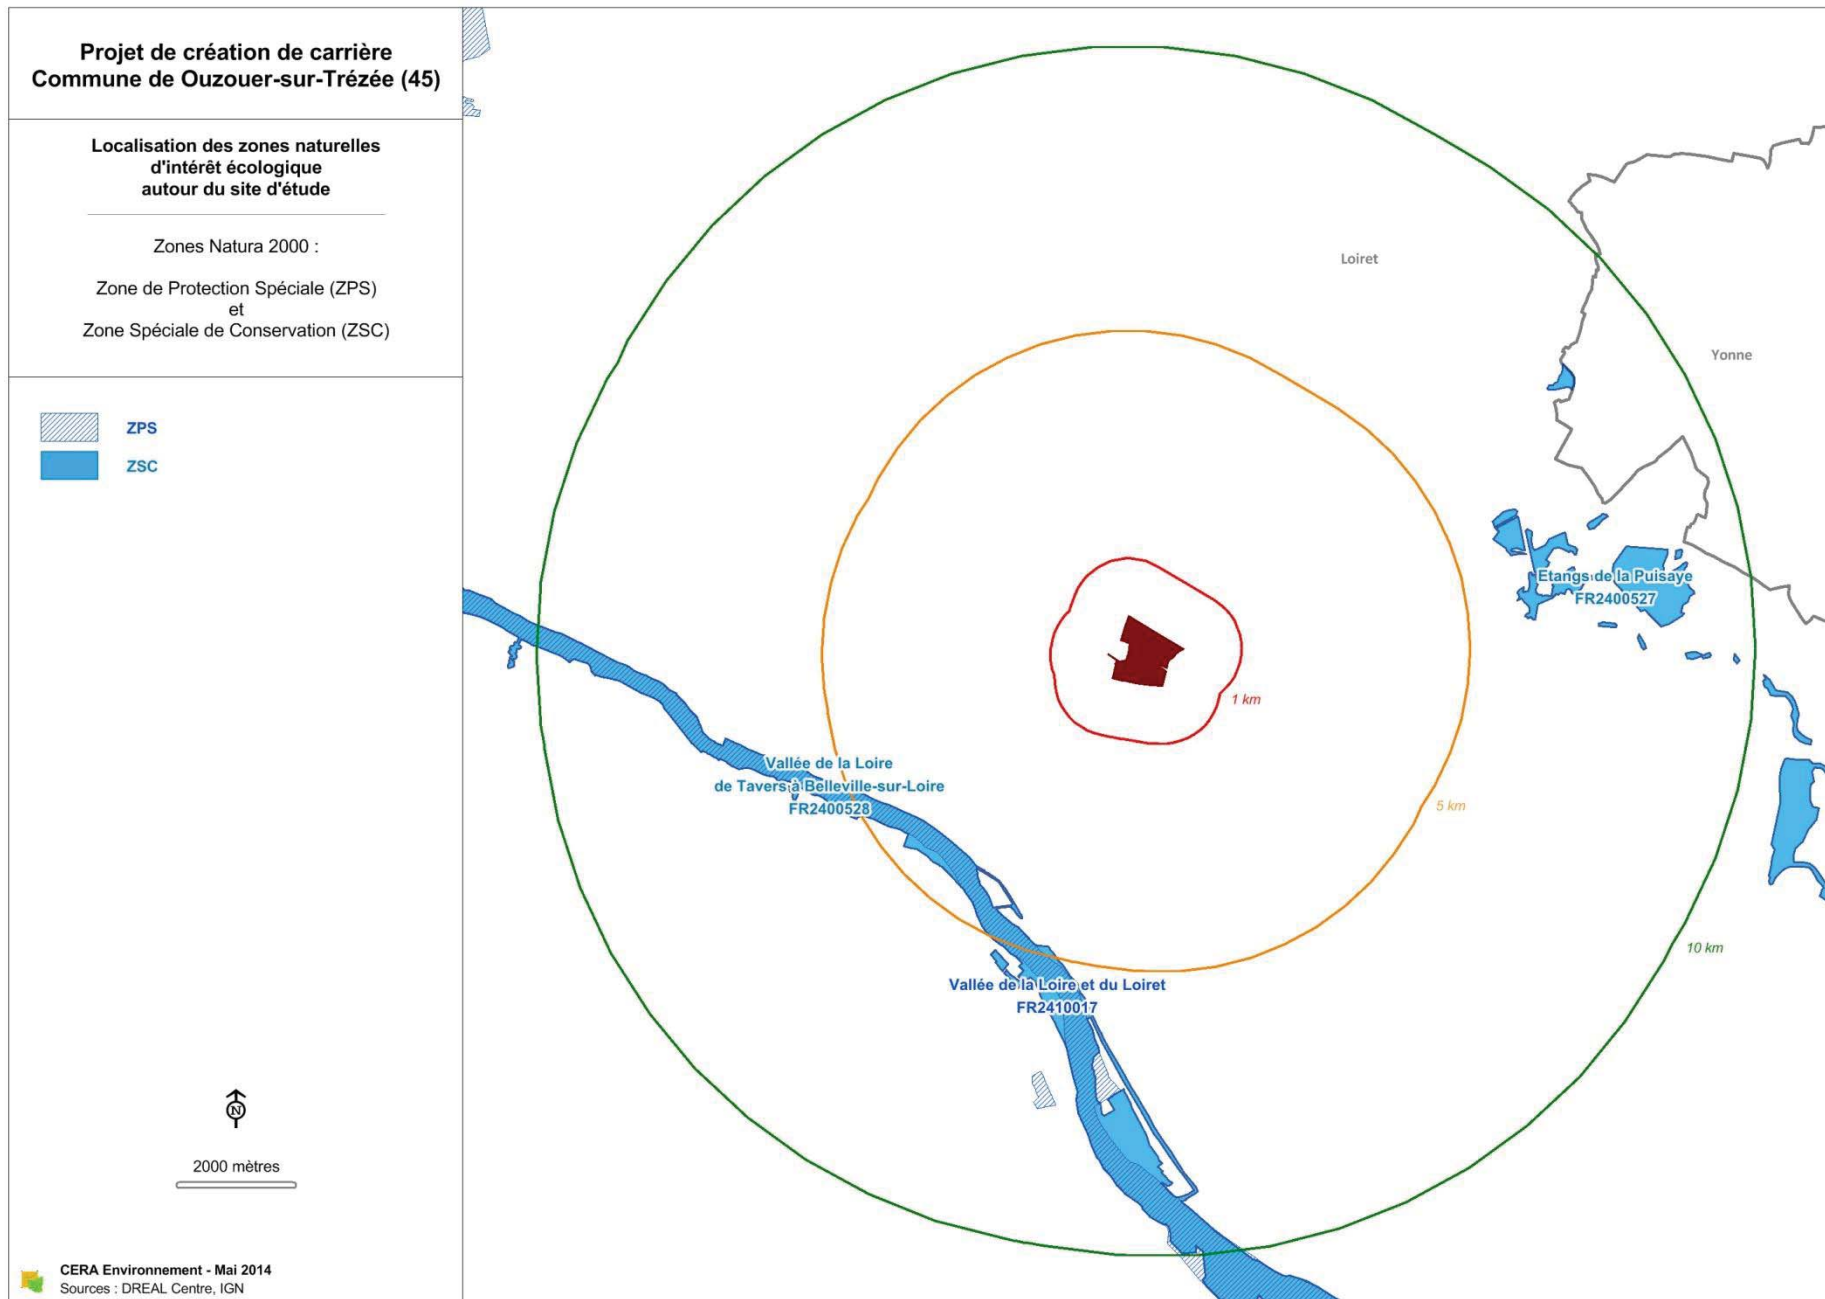 Projet de création de carrière
Commune de Ouzouer-sur-Trézée (45)
Localisation des zones naturelles
d'intérêt écologique
autour du site d'étude
Zones Natura 2000 :
Zone de Protection Spéciale (ZPS)
et
Zone Spéciale de Conservation (ZSC)
ZPS
ZSC
N
2000 mètres
CERA Environnement - Mai 2014
Sources : DREAL Centre, IGN
Loiret
Yonne
Etangs de la Puisaye
FR2400527
1 km
Vallée de la Loire
de Tavers à Belleville-sur-Loire
FR2400528
5 km
10 km
Vallée de la Loire et du Loiret
FR2410017